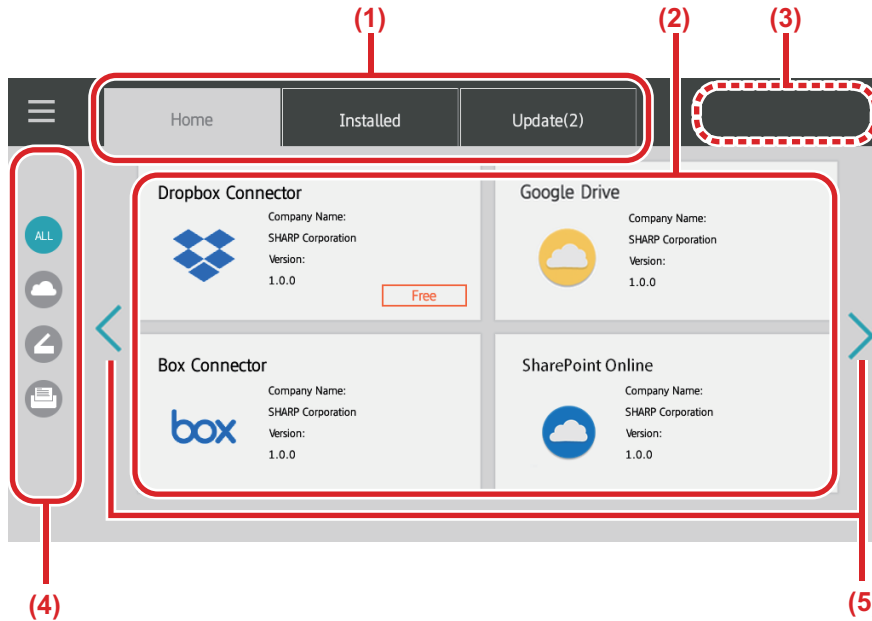 (1) (2) (3)
Home Installed Update(2)
Dropbox Connector
Company Name:
SHARP Corporation
Version:
1.0.0
Free
Google Drive
Company Name:
SHARP Corporation
Version:
1.0.0
ALL
Box Connector
box
Company Name:
SHARP Corporation
Version:
1.0.0
SharePoint Online
Company Name:
SHARP Corporation
Version:
1.0.0
(4) (5